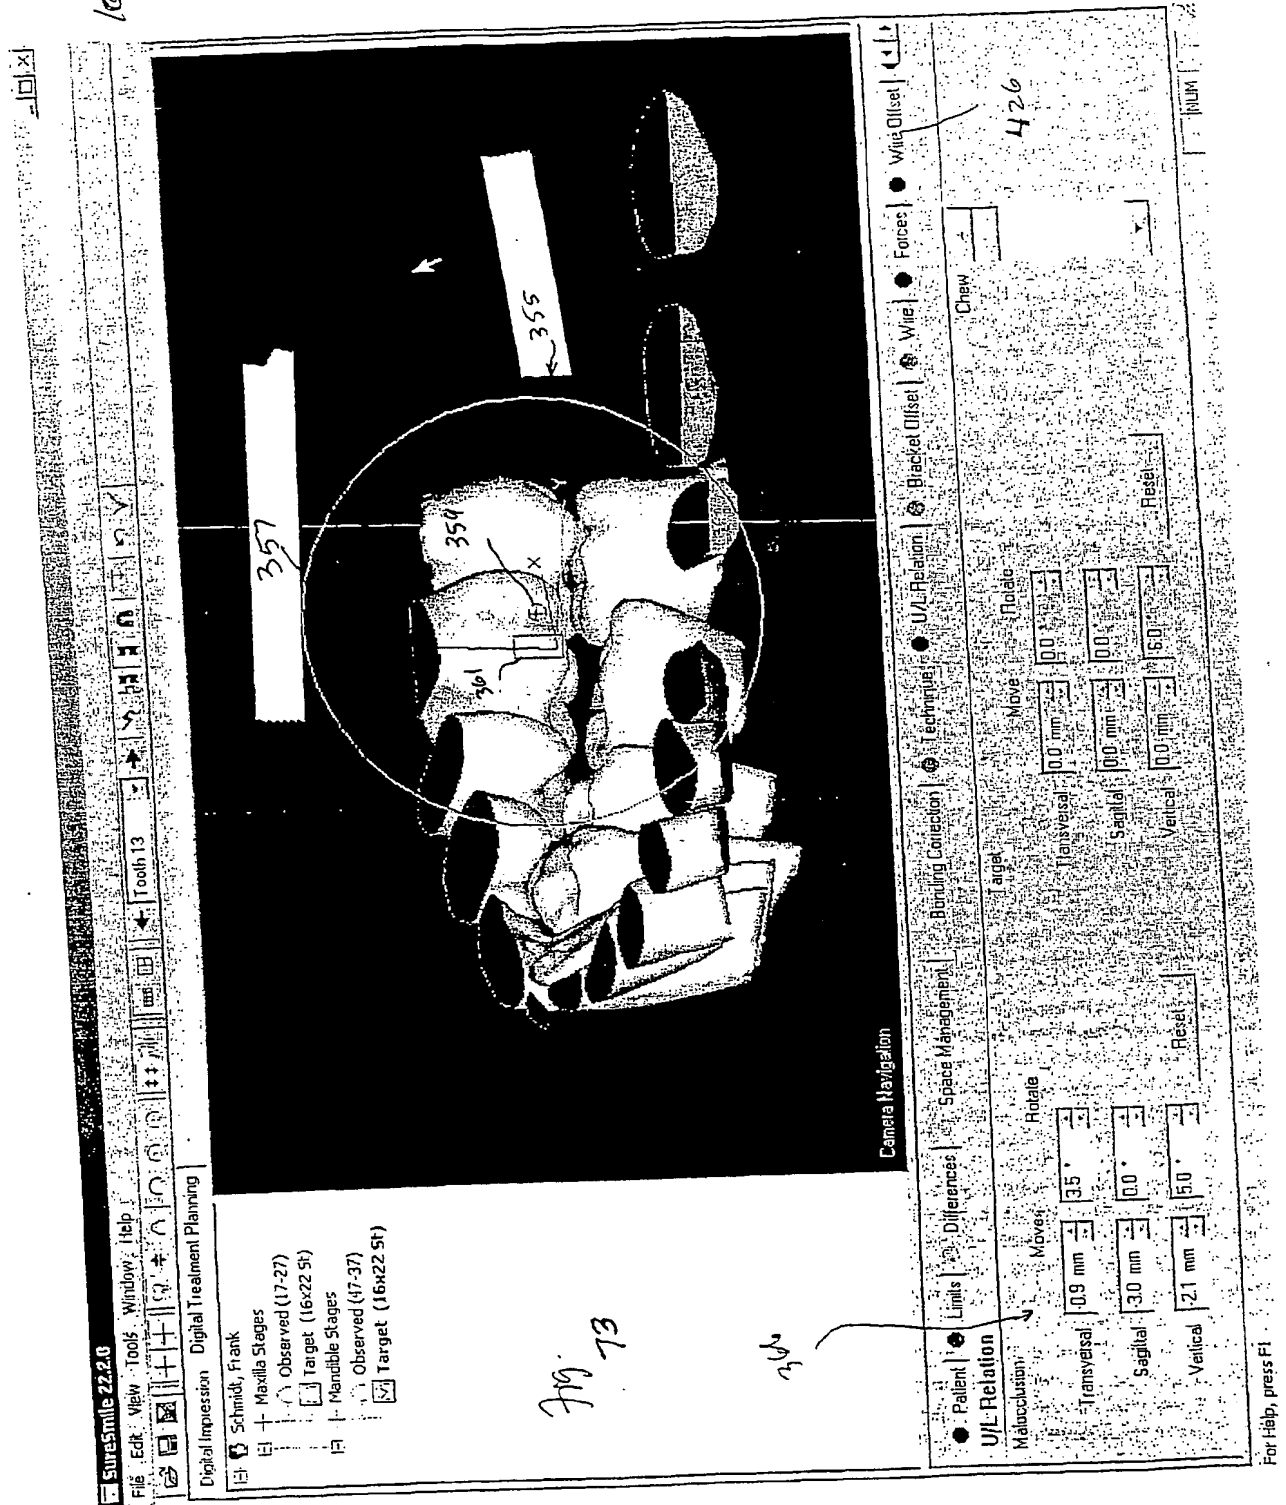 SureSmile 22.2.0
File Edit View Tools Window Help
Tooth 13
Digital Impression Digital Treatment Planning
Schmidt, Frank
Maxilla Stages
Observed (17-27)
Target (16x22 St)
Mandible Stages
Observed (47-37)
Target (16x22 St)
357
359
X
361
355
Fig. 73
Camera Navigation
366
Patient Limits Differences Space Management Bonding Correction Technique U/L Relation Bracket Offset Wire Forces Wire Offset
426
U/L Relation
Malocclusion
Move Rotate
Transversal -0.9 mm 3.5 °
Sagittal -3.0 mm 0.0 °
Vertical -2.1 mm 5.0 °
Reset
Target
Move Rotate
Transversal 0.0 mm 0.0 °
Sagittal 0.0 mm 0.0 °
Vertical 0.0 mm 6.0
Reset
Chew
For Help, press F1
NUM